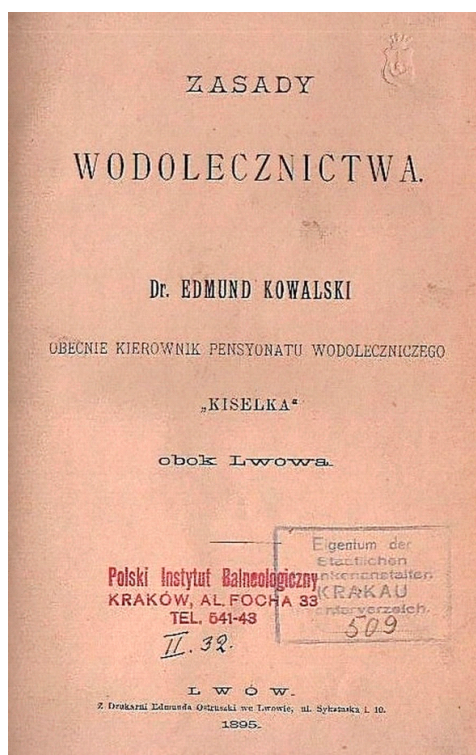 ZASADY
WODOLECZNICTWA.
Dr. EDMUND KOWALSKI
OBECNIE KIEROWNIK PENSYONATU WODOLECZNICZEGO
„KISELKA“
obok Lwowa.
Eigentum der
Staatlichen
Krankenanstalten
KRAKAU
509
Polski Instytut Balneologiczny
KRAKÓW, AL. FOCHA 33
TEL. 541-43
II. 32.
LWÓW.
Z Drukarni Edmunda Ostruszki we Lwowie, ul. Sykstuska l. 10.
1895.